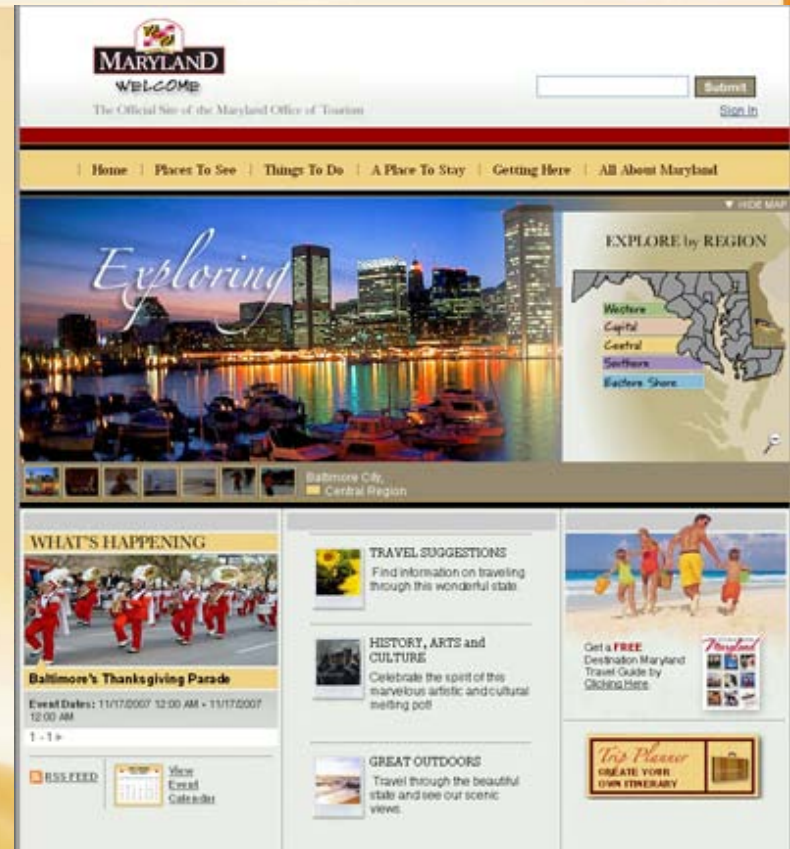 MARYLAND
WELCOME
The Official Site of the Maryland Office of Tourism
Submit
Sign In
Home | Places To See | Things To Do | A Place To Stay | Getting Here | All About Maryland
▼ HIDE MAP
Exploring
EXPLORE by REGION
Western
Capital
Central
Southern
Eastern Shore
Baltimore City,
Central Region
WHAT'S HAPPENING
Baltimore's Thanksgiving Parade
Event Dates: 11/17/2007 12:00 AM - 11/17/2007
12:00 AM
1 - 1
RSS FEED
View
Event
Calendar
TRAVEL SUGGESTIONS
Find information on traveling
through this wonderful state.
HISTORY, ARTS and
CULTURE
Celebrate the spirit of this
marvelous artistic and cultural
melting pot!
GREAT OUTDOORS
Travel through the beautiful
state and see our scenic
views.
Get a FREE
Destination Maryland
Travel Guide by
Clicking Here.
Maryland
Trip Planner
CREATE YOUR
OWN ITINERARY